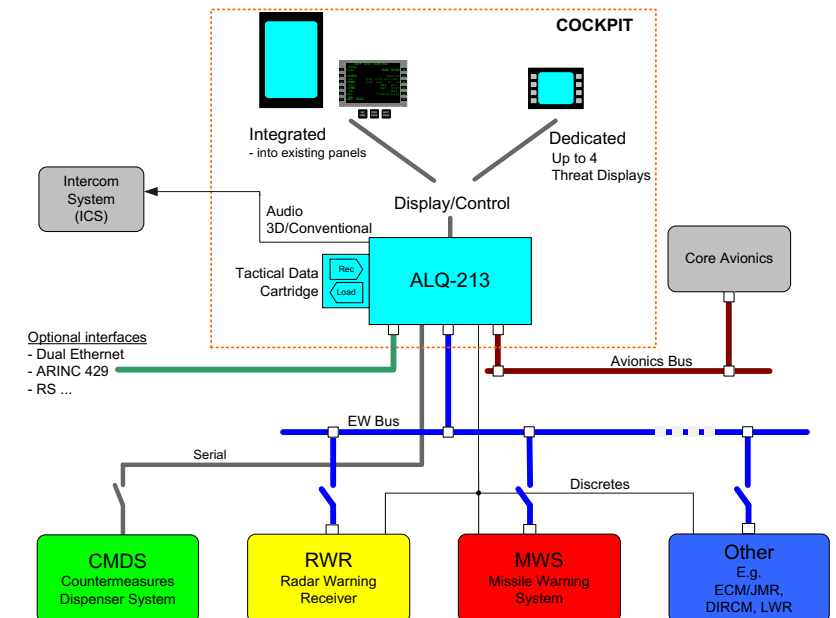 COCKPIT
Integrated
- into existing panels
Dedicated
Up to 4
Threat Displays
Intercom
System
(ICS)
Display/Control
Audio
3D/Conventional
Core Avionics
Tactical Data
Cartridge
Rec
Load
ALQ-213
Optional interfaces
- Dual Ethernet
- ARINC 429
- RS ...
Avionics Bus
EW Bus
Serial
Discretes
CMDS
Countermeasures
Dispenser System
RWR
Radar Warning
Receiver
MWS
Missile Warning
System
Other
E.g.
ECM/JMR,
DIRCM, LWR